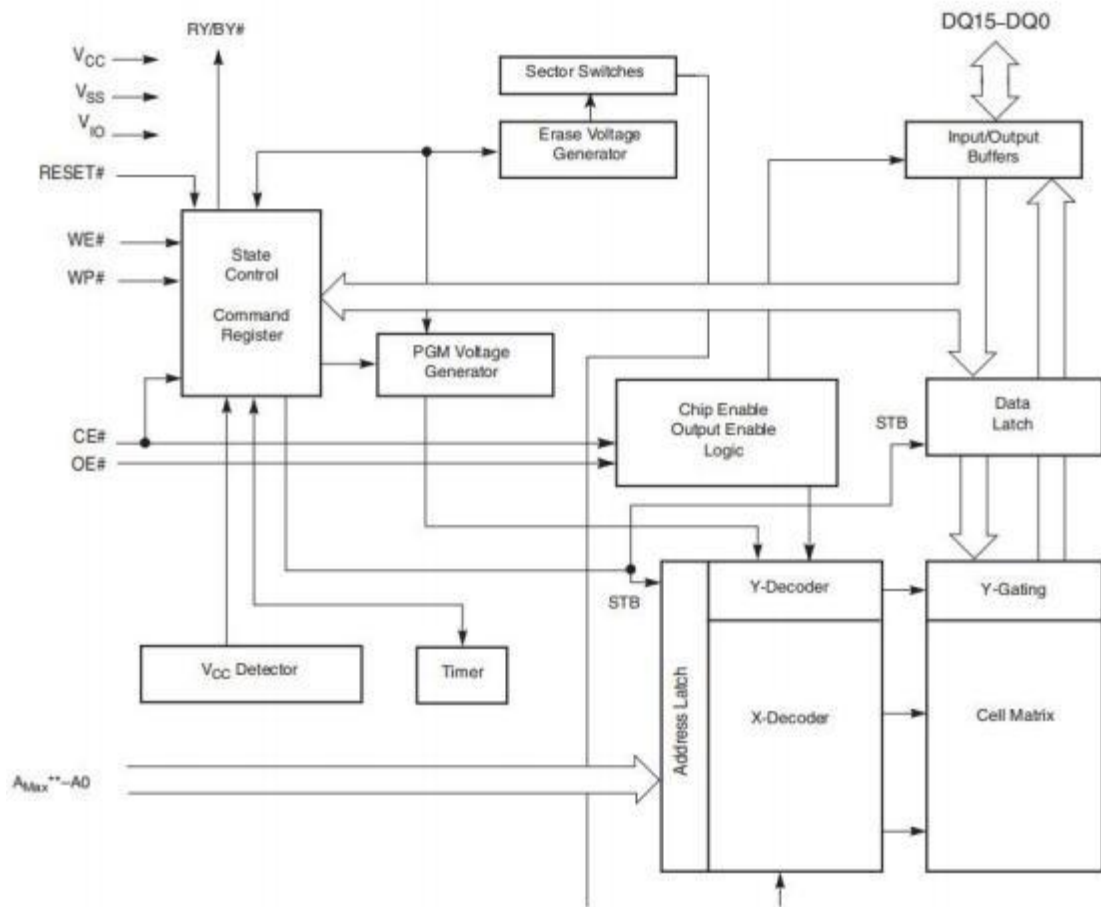 RY/BY#
DQ15–DQ0
VCC
VSS
VIO
RESET#
WE#
WP#
CE#
OE#
Sector Switches
Erase Voltage
Generator
Input/Output
Buffers
State
Control
Command
Register
PGM Voltage
Generator
Chip Enable
Output Enable
Logic
STB
Data
Latch
STB
Y-Decoder
Y-Gating
VCC Detector
Timer
Address Latch
X-Decoder
Cell Matrix
AMax**–A0